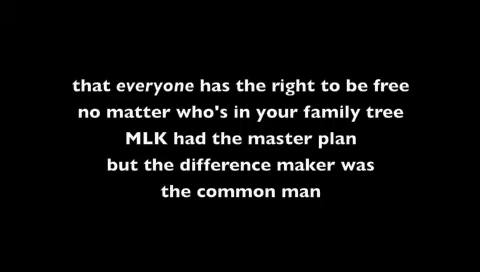 that everyone has the right to be free
no matter who's in your family tree
MLK had the master plan
but the difference maker was
the common man